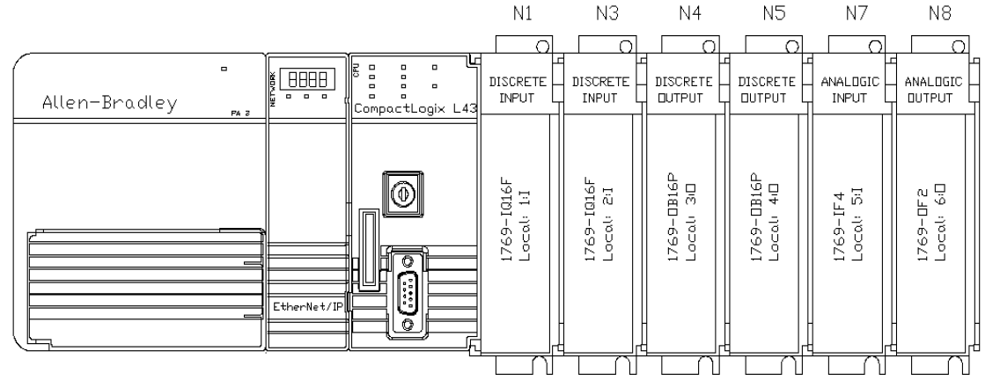 N1 N3 N4 N5 N7 N8
Allen-Bradley
PA 2
NETWORK
8888
CPU
CompactLogix L43
DISCRETE
INPUT
DISCRETE
INPUT
DISCRETE
OUTPUT
DISCRETE
OUTPUT
ANALOGIC
INPUT
ANALOGIC
OUTPUT
1769-IQ16F
Local: 1:I
1769-IQ16F
Local: 2:I
1769-OB16P
Local: 3:O
1769-OB16P
Local: 4:O
1769-IF4
Local: 5:I
1769-OF2
Local: 6:O
EtherNet/IP